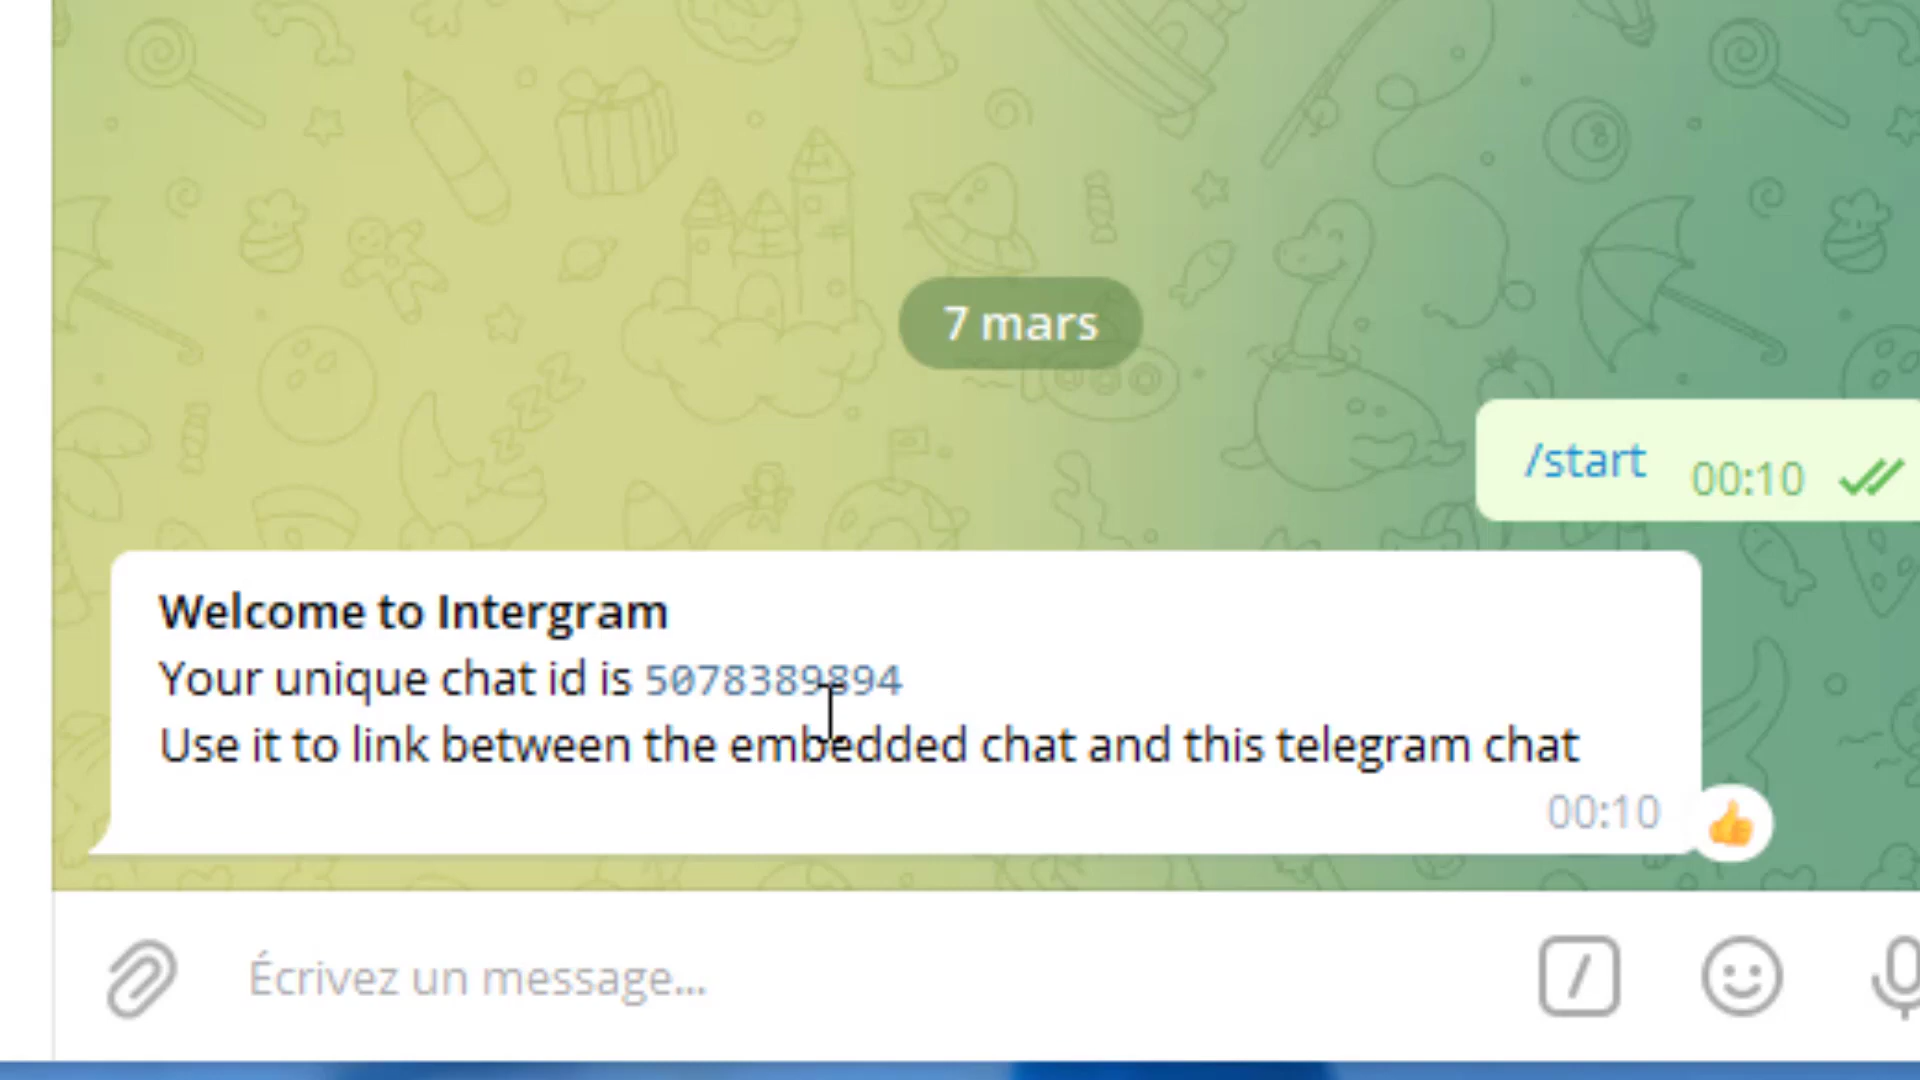 7 mars
/start 00:10
Welcome to Intergram
Your unique chat id is 5078389894
Use it to link between the embedded chat and this telegram chat
00:10
Écrivez un message...